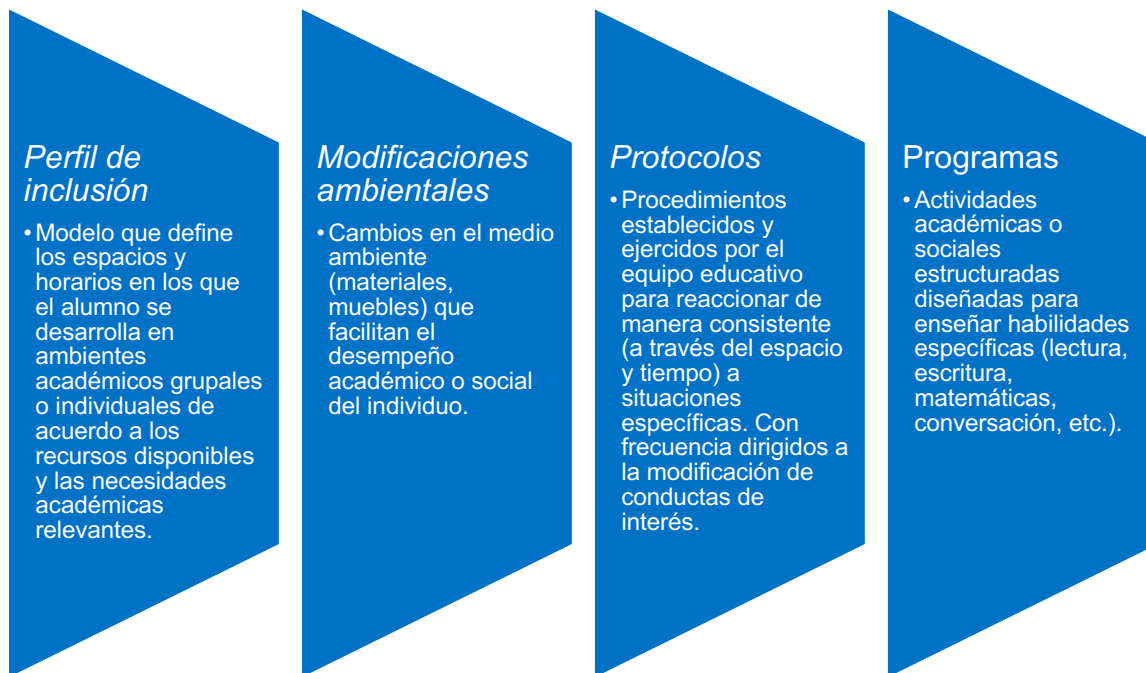 Perfil de
inclusión
•Modelo que define
los espacios y
horarios en los que
el alumno se
desarrolla en
ambientes
académicos grupales
o individuales de
acuerdo a los
recursos disponibles
y las necesidades
académicas
relevantes.
Modificaciones
ambientales
•Cambios en el medio
ambiente
(materiales,
muebles) que
facilitan el
desempeño
académico o social
del individuo.
Protocolos
•Procedimientos
establecidos y
ejercidos por el
equipo educativo
para reaccionar de
manera consistente
(a través del espacio
y tiempo) a
situaciones
específicas. Con
frecuencia dirigidos a
la modificación de
conductas de
interés.
Programas
•Actividades
académicas o
sociales
estructuradas
diseñadas para
enseñar habilidades
específicas (lectura,
escritura,
matemáticas,
conversación, etc.).